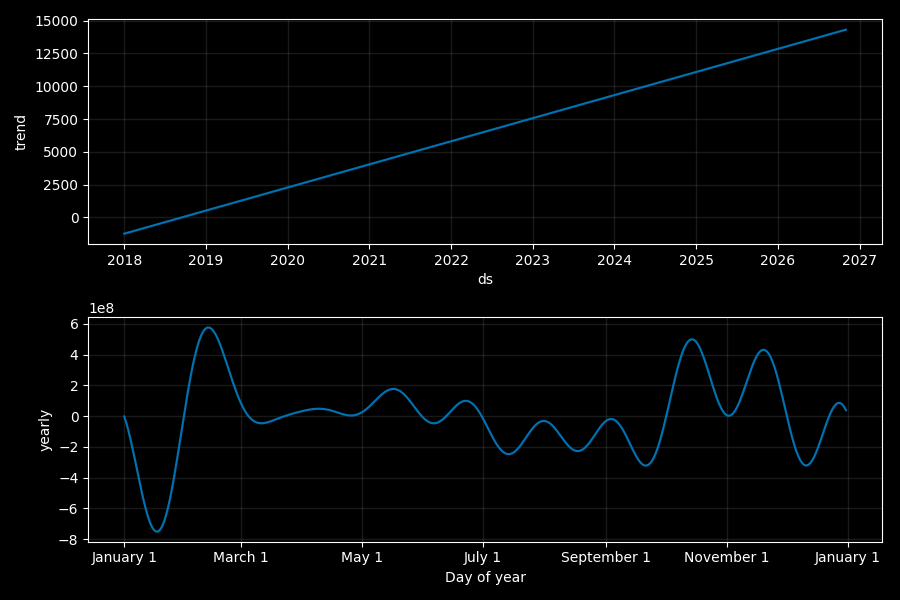 15000
12500
10000
7500
5000
2500
0
trend
2018 2019 2020 2021 2022 2023 2024 2025 2026 2027
ds
1e8
6
4
2
0
−2
−4
−6
−8
yearly
January 1 March 1 May 1 July 1 September 1 November 1 January 1
Day of year